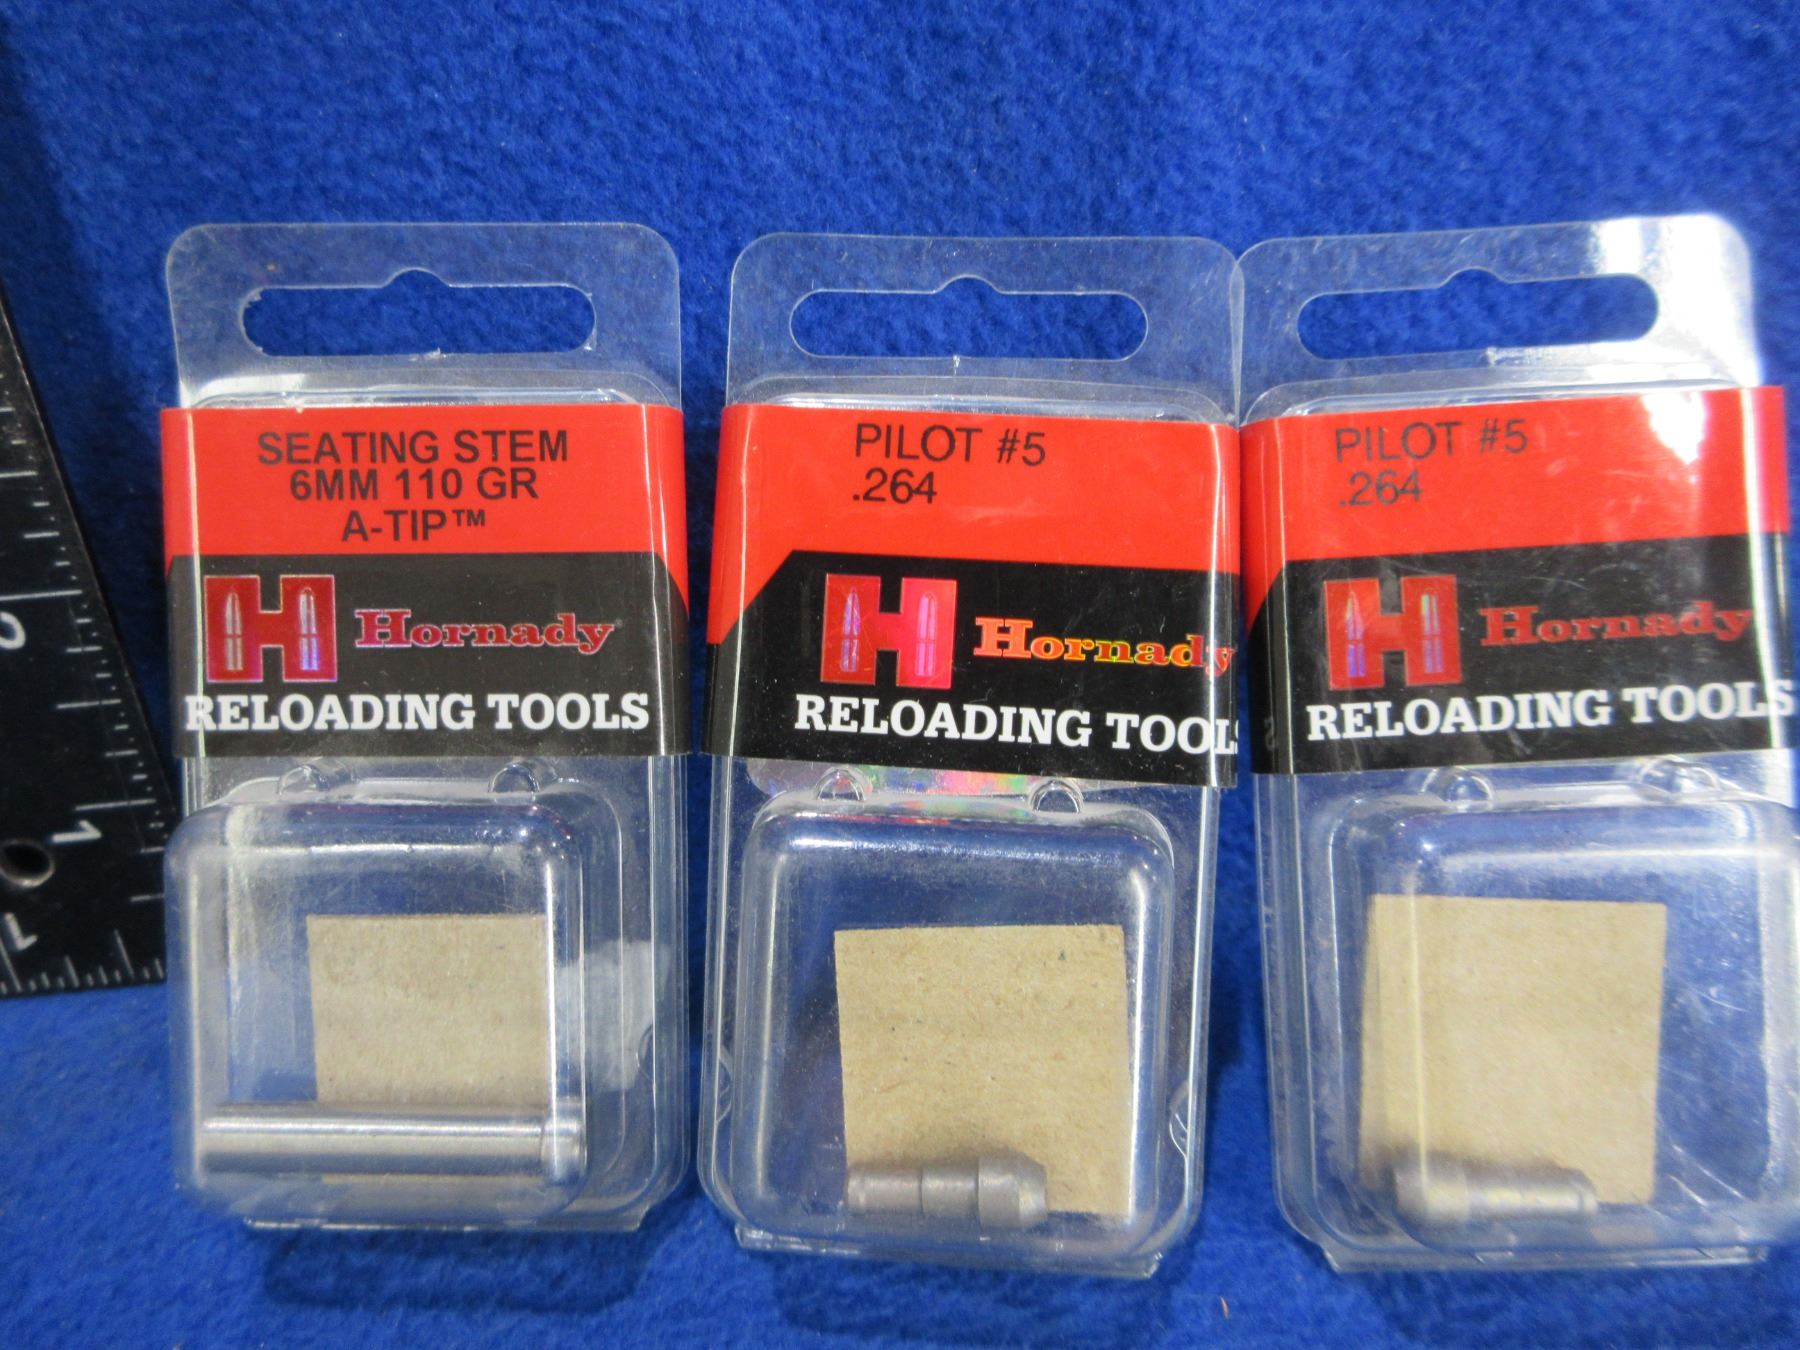 SEATING STEM
6MM 110 GR
A-TIP™
H Hornady
RELOADING TOOLS
PILOT #5
.264
H Hornady
RELOADING TOOLS
PILOT #5
.264
H Hornady
RELOADING TOOLS
2
1
1